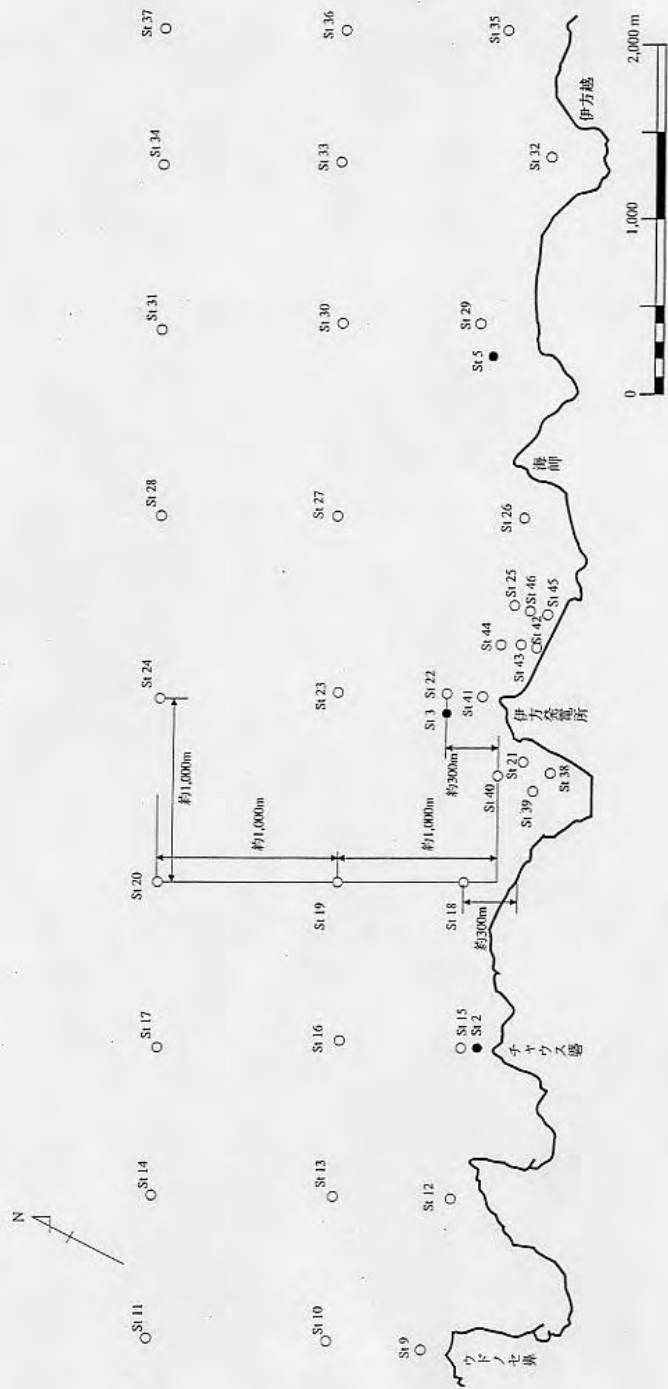 St 37
St 36
St 35
St 34
St 33
St 32
伊方越
2,000 m
1,000
0
St 31
St 30
St 29
St 5
St 28
St 27
St 26
海岬
St 25
St 46
St 45
St 44
St 43
St 42
St 24
St 23
St 22
St 3
St 41
伊方発電所
約1,000m
約1,000m
約1,000m
約300m
St 40
St 21
St 39
St 38
St 20
St 19
St 18
約300m
St 17
St 16
St 15
St 2
チャウス碆
St 14
St 13
St 12
N
St 11
St 10
St 9
ウドノセ鼻